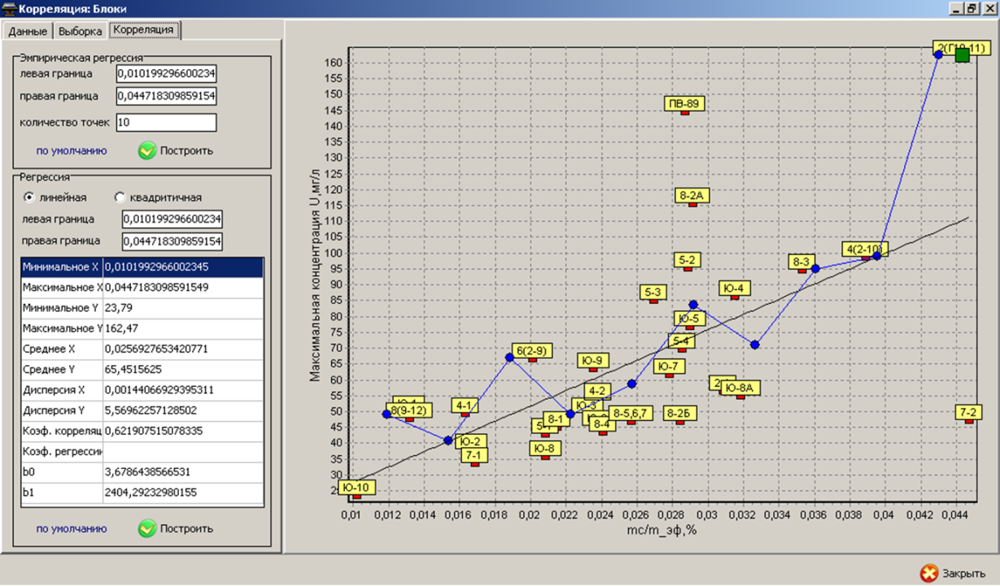 Корреляция: Блоки
Данные
Выборка
Корреляция
Эмпирическая регрессия
левая граница 0,010199296600234
правая граница 0,044718309859154
количество точек 10
по умолчанию Построить
Регрессия
линейная квадритичная
левая граница 0,010199296600234
правая граница 0,044718309859154
Минимальное X 0,0101992966002345
Максимальное X 0,0447183098591549
Минимальное Y 23,79
Максимальное Y 162,47
Среднее X 0,0256927653420771
Среднее Y 65,4515625
Дисперсия X 0,00144066929395311
Дисперсия Y 5,56962257128502
Коэф. корреляц 0,621907515078335
Коэф. регрессии
b0 3,6786438566531
b1 2404,29232980155
по умолчанию Построить
Максимальная концентрация U,мг/л
160
155
150
145
140
135
130
125
120
115
110
105
100
95
90
85
80
75
70
65
60
55
50
45
40
35
30
2(Г10-11)
ПВ-89
8-2А
5-2
8-3
4(2-10)
5-3
Ю-4
Ю-5
5-4
6(2-9)
Ю-9
Ю-7
4-2
Ю-8А
8(9-12)
4-1
Ю-3
8-1
8-4
8-5,6,7
8-2Б
7-2
Ю-2
7-1
Ю-8
Ю-10
0,01 0,012 0,014 0,016 0,018 0,02 0,022 0,024 0,026 0,028 0,03 0,032 0,034 0,036 0,038 0,04 0,042 0,044
mc/m_эф,%
Закрыть